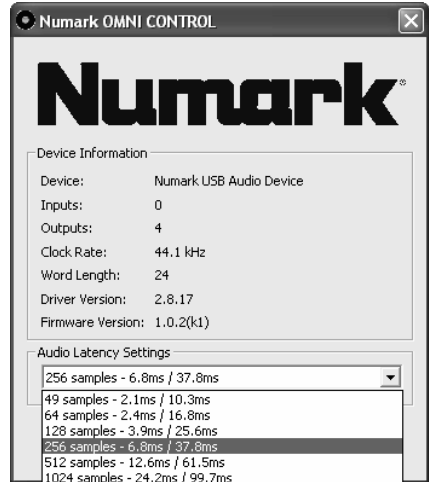 Numark OMNI CONTROL
Numark®
Device Information
Device: Numark USB Audio Device
Inputs: 0
Outputs: 4
Clock Rate: 44.1 kHz
Word Length: 24
Driver Version: 2.8.17
Firmware Version: 1.0.2(k1)
Audio Latency Settings
256 samples - 6.8ms / 37.8ms
49 samples - 2.1ms / 10.3ms
64 samples - 2.4ms / 16.8ms
128 samples - 3.9ms / 25.6ms
256 samples - 6.8ms / 37.8ms
512 samples - 12.6ms / 61.5ms
1024 samples - 24.2ms / 99.7ms